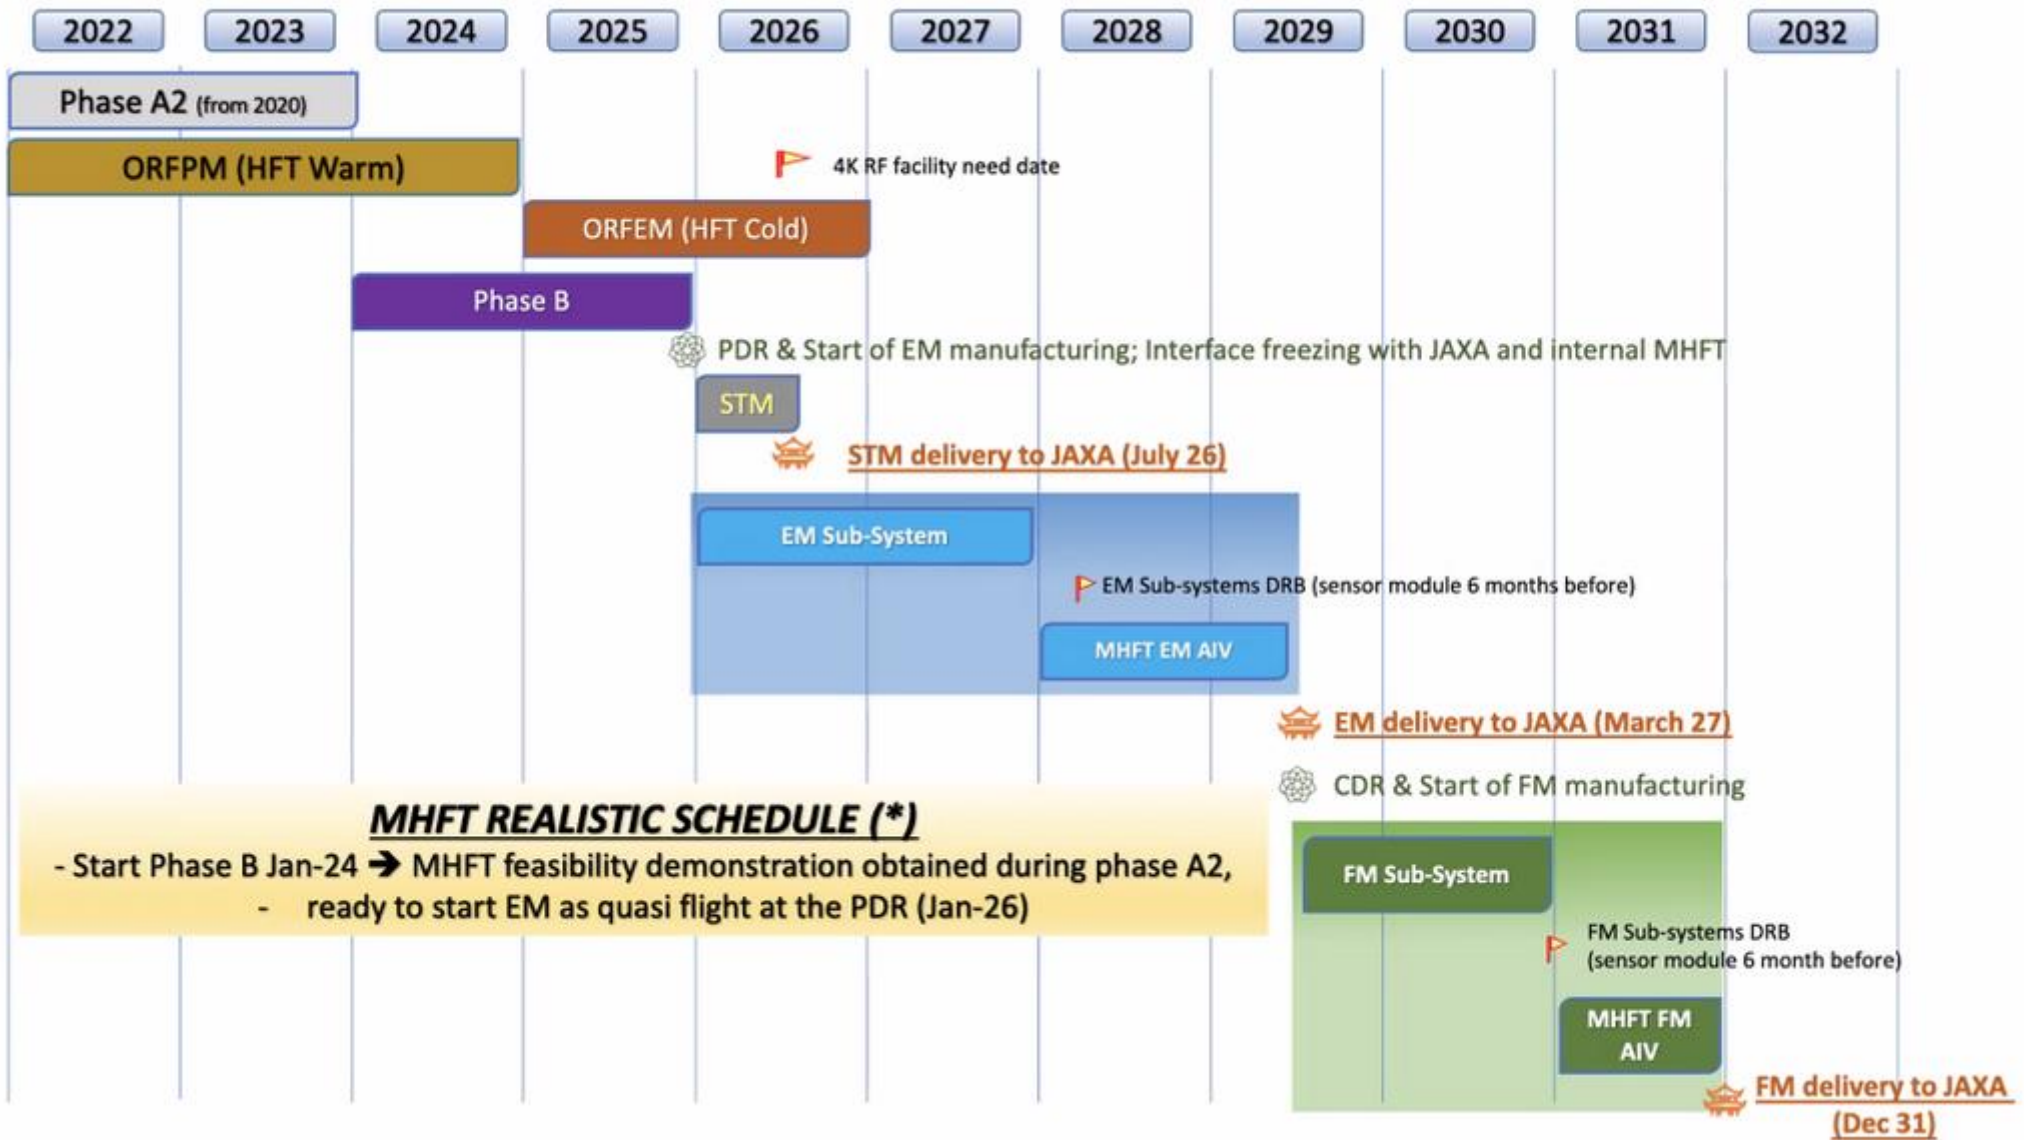 2022 2023 2024 2025 2026 2027 2028 2029 2030 2031 2032
Phase A2 (from 2020)
ORFPM (HFT Warm)
4K RF facility need date
ORFEM (HFT Cold)
Phase B
PDR & Start of EM manufacturing; Interface freezing with JAXA and internal MHFT
STM
STM delivery to JAXA (July 26)
EM Sub-System
EM Sub-systems DRB (sensor module 6 months before)
MHFT EM AIV
EM delivery to JAXA (March 27)
CDR & Start of FM manufacturing
MHFT REALISTIC SCHEDULE (*)
- Start Phase B Jan-24 ➔ MHFT feasibility demonstration obtained during phase A2,
- ready to start EM as quasi flight at the PDR (Jan-26)
FM Sub-System
FM Sub-systems DRB
(sensor module 6 month before)
MHFT FM
AIV
FM delivery to JAXA
(Dec 31)